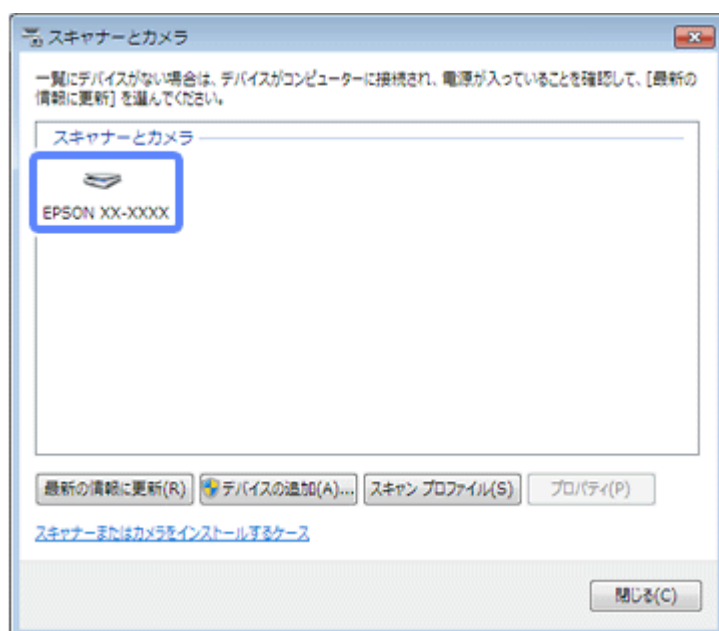 スキャナーとカメラ
一覧にデバイスがない場合は、デバイスがコンピューターに接続され、電源が入っていることを確認して、[最新の
情報に更新] を選んでください。
スキャナーとカメラ
EPSON XX-XXXX
最新の情報に更新(R) デバイスの追加(A)... スキャン プロファイル(S) プロパティ(P)
スキャナーまたはカメラをインストールするケース
閉じる(C)